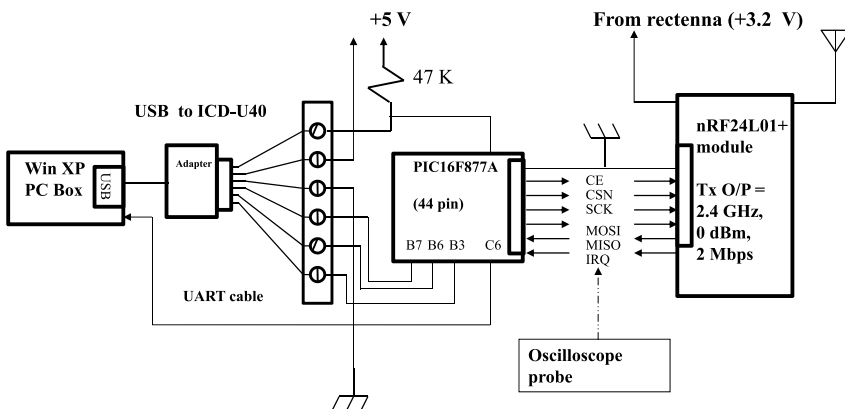 +5 V
From rectenna (+3.2 V)
47 K
USB to ICD-U40
nRF24L01+
module
Tx O/P =
2.4 GHz,
0 dBm,
2 Mbps
Adapter
Win XP
PC Box
USB
PIC16F877A
(44 pin)
B7 B6 B3 C6
CE
CSN
SCK
MOSI
MISO
IRQ
UART cable
Oscilloscope
probe